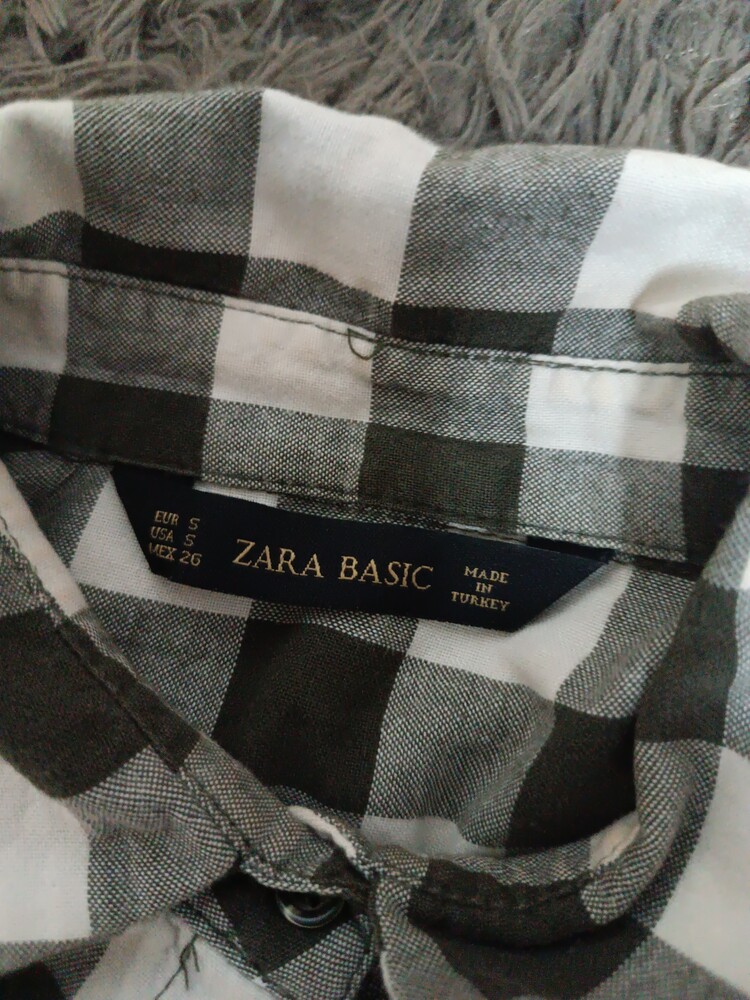 EUR S
USA S
MEX 26
ZARA BASIC
MADE
IN
TURKEY